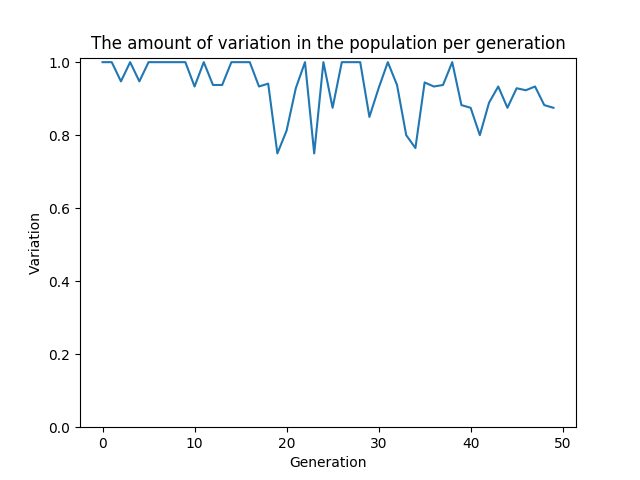 The amount of variation in the population per generation
1.0
0.8
0.6
0.4
0.2
0.0
Variation
0 10 20 30 40 50
Generation